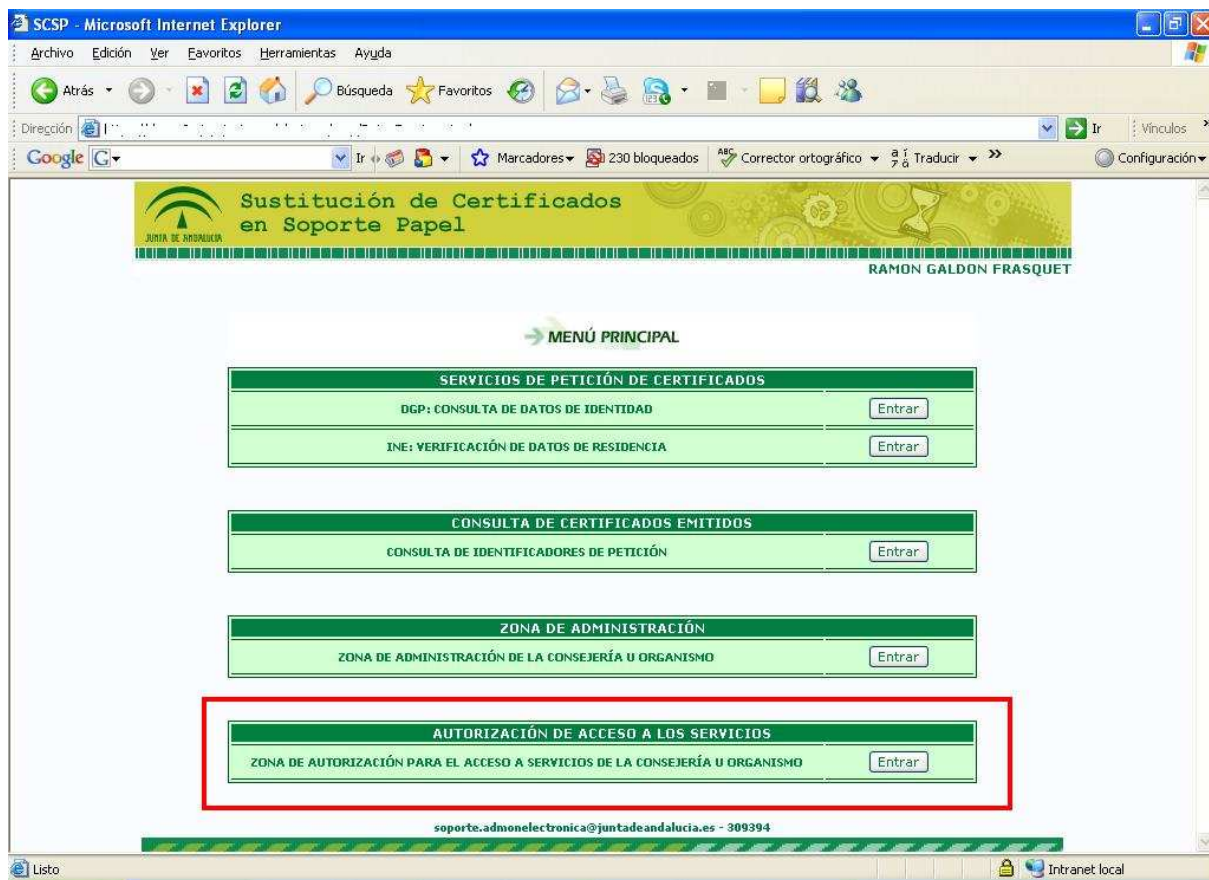 SCSP - Microsoft Internet Explorer
Archivo Edición Ver Favoritos Herramientas Ayuda
Atrás Búsqueda Favoritos
Dirección Ir Vínculos »
Google G Ir Marcadores 230 bloqueados Corrector ortográfico Traducir » Configuración
Sustitución de Certificados
en Soporte Papel
JUNTA DE ANDALUCIA
RAMON GALDON FRASQUET
MENÚ PRINCIPAL
SERVICIOS DE PETICIÓN DE CERTIFICADOS
DGP: CONSULTA DE DATOS DE IDENTIDAD Entrar
INE: VERIFICACIÓN DE DATOS DE RESIDENCIA Entrar
CONSULTA DE CERTIFICADOS EMITIDOS
CONSULTA DE IDENTIFICADORES DE PETICIÓN Entrar
ZONA DE ADMINISTRACIÓN
ZONA DE ADMINISTRACIÓN DE LA CONSEJERÍA U ORGANISMO Entrar
AUTORIZACIÓN DE ACCESO A LOS SERVICIOS
ZONA DE AUTORIZACIÓN PARA EL ACCESO A SERVICIOS DE LA CONSEJERÍA U ORGANISMO Entrar
soporte.admonelectronica@juntadeandalucia.es - 309394
Listo Intranet local